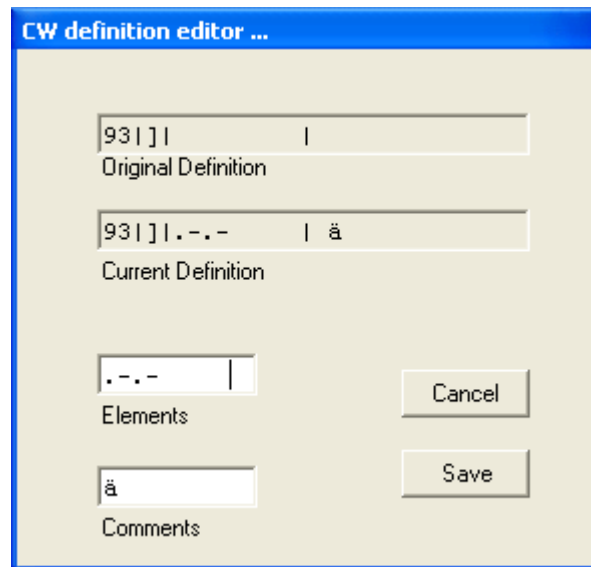 CW definition editor ...
93|]|          |
Original Definition
93|]|.-.-      | ä
Current Definition
.-.-
Elements
Cancel
ä
Save
Comments